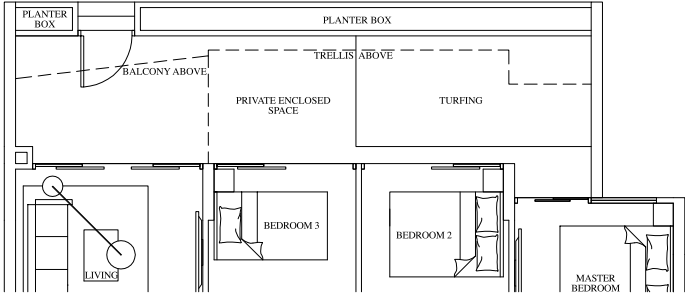 PLANTER
BOX
PLANTER BOX
TRELLIS ABOVE
BALCONY ABOVE
PRIVATE ENCLOSED
SPACE
TURFING
BEDROOM 3
BEDROOM 2
LIVING
MASTER
BEDROOM